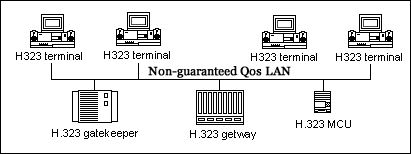 H323 terminal
H323 terminal
H323 terminal
H323 terminal
Non-guaranteed Qos LAN
H.323 gatekeeper
H.323 getway
H.323 MCU